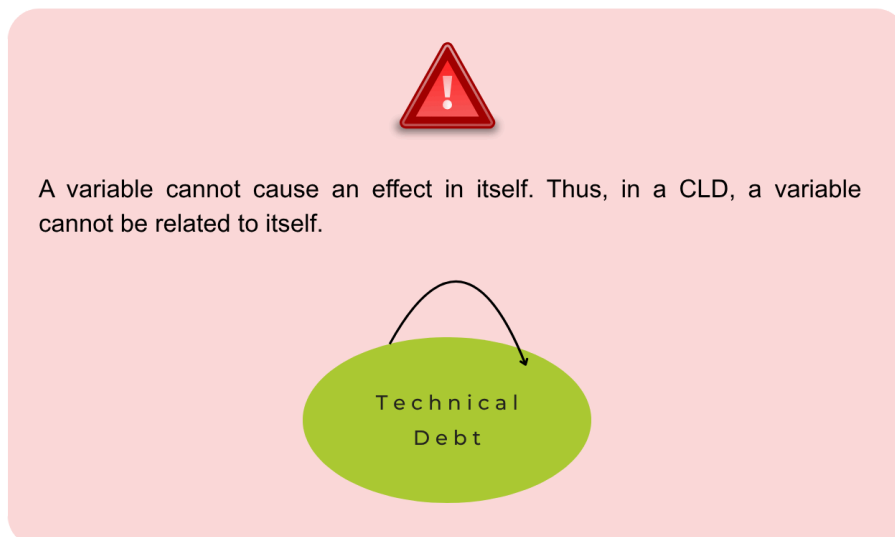 A variable cannot cause an effect in itself. Thus, in a CLD, a variable
cannot be related to itself.
Technical
Debt